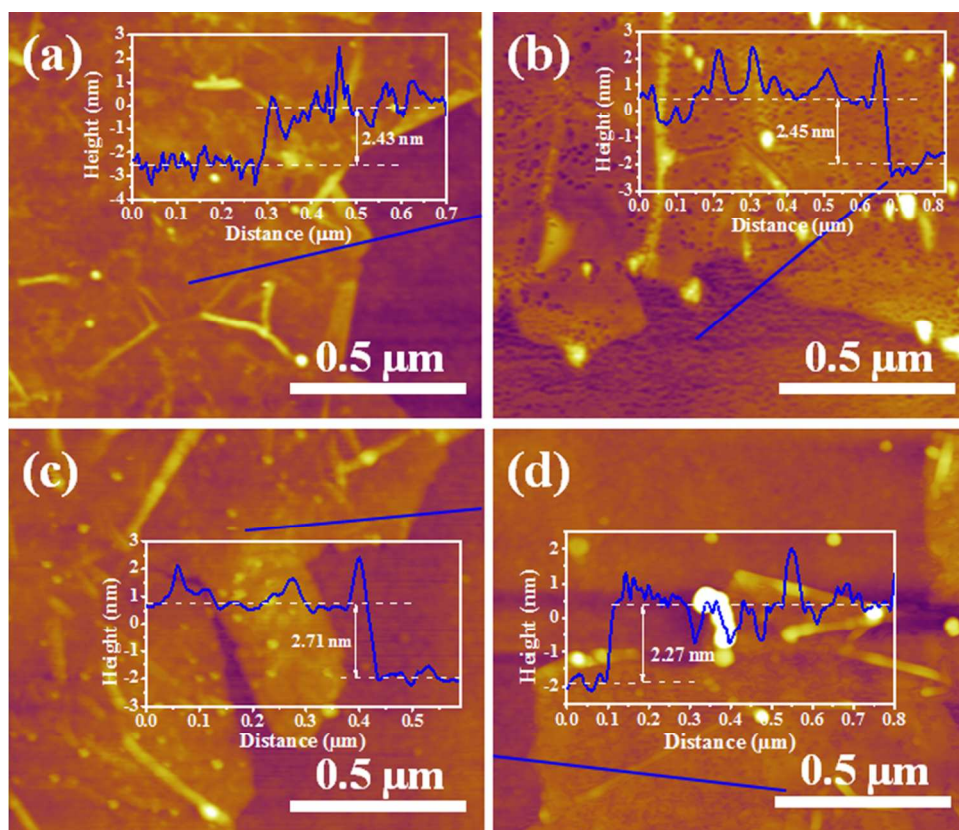 (a)
Height (nm)
3
2
1
0
-1
-2
-3
-4
2.43 nm
0.0 0.1 0.2 0.3 0.4 0.5 0.6 0.7
Distance (μm)
0.5 μm
(b)
Height (nm)
3
2
1
0
-1
-2
-3
2.45 nm
0.0 0.1 0.2 0.3 0.4 0.5 0.6 0.7 0.8
Distance (μm)
0.5 μm
(c)
Height (nm)
3
2
1
0
-1
-2
-3
2.71 nm
0.0 0.1 0.2 0.3 0.4 0.5
Distance (μm)
0.5 μm
(d)
Height (nm)
2
1
0
-1
-2
2.27 nm
0.0 0.1 0.2 0.3 0.4 0.5 0.6 0.7 0.8
Distance (μm)
0.5 μm